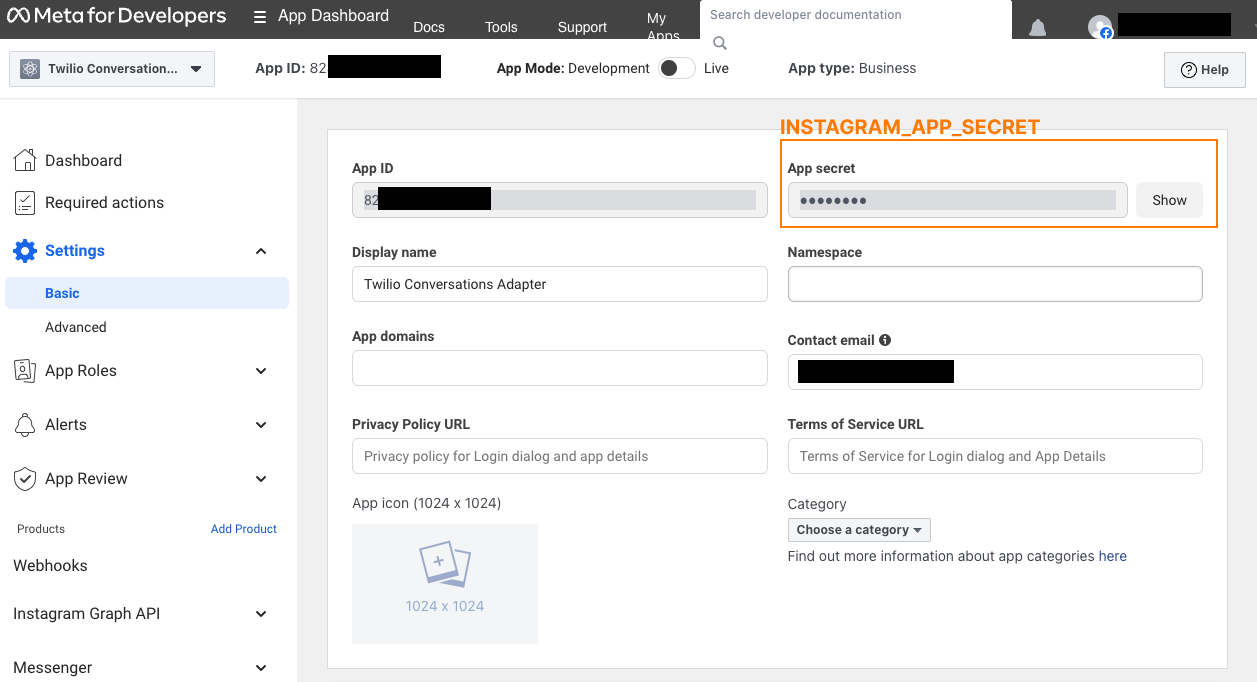 Meta for Developers
App Dashboard
Docs
Tools
Support
My Apps
Search developer documentation
Twilio Conversation...
App ID: 82
App Mode: Development
Live
App type: Business
Help
Dashboard
Required actions
Settings
Basic
Advanced
App Roles
Alerts
App Review
Products
Add Product
Webhooks
Instagram Graph API
Messenger
INSTAGRAM_APP_SECRET
App ID
82
App secret
••••••••
Show
Display name
Twilio Conversations Adapter
Namespace
App domains
Contact email
Privacy Policy URL
Privacy policy for Login dialog and app details
Terms of Service URL
Terms of Service for Login dialog and App Details
App icon (1024 x 1024)
1024 x 1024
Category
Choose a category
Find out more information about app categories here